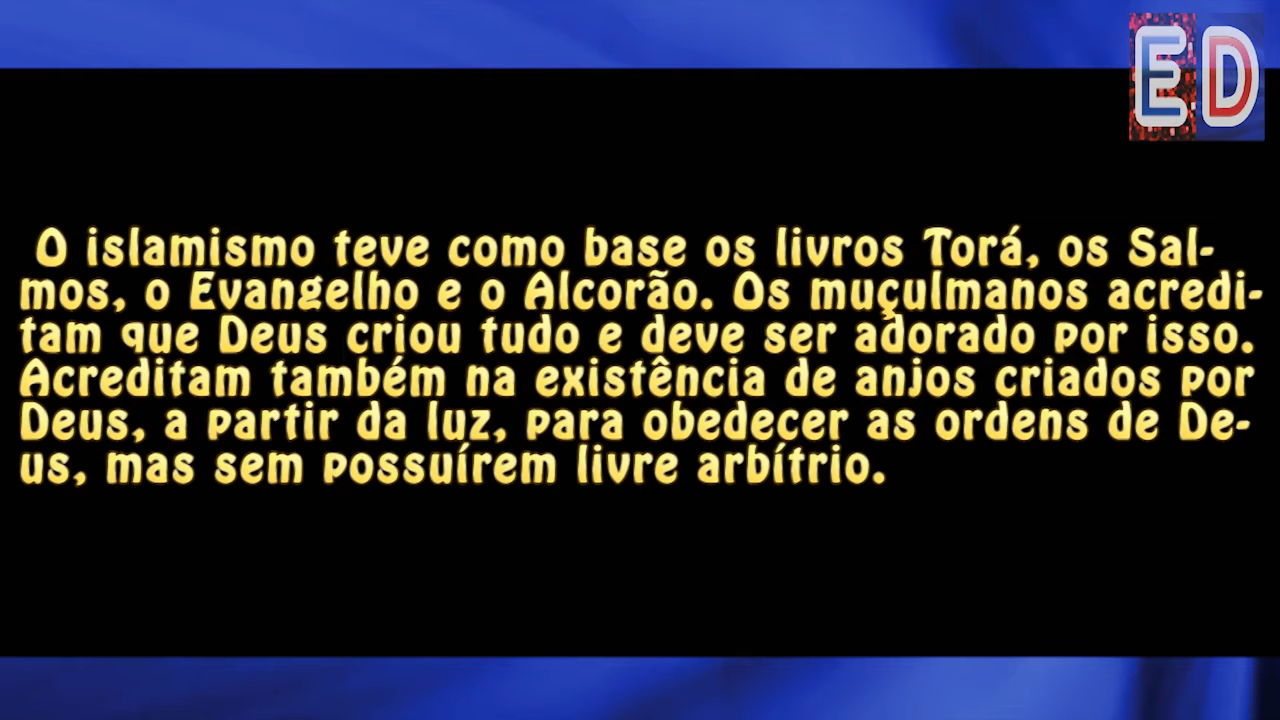 ED
O islamismo teve como base os livros Torá, os Sal-
mos, o Evangelho e o Alcorão. Os muçulmanos acredi-
tam que Deus criou tudo e deve ser adorado por isso.
Acreditam também na existência de anjos criados por
Deus, a partir da luz, para obedecer as ordens de De-
us, mas sem possuírem livre arbítrio.